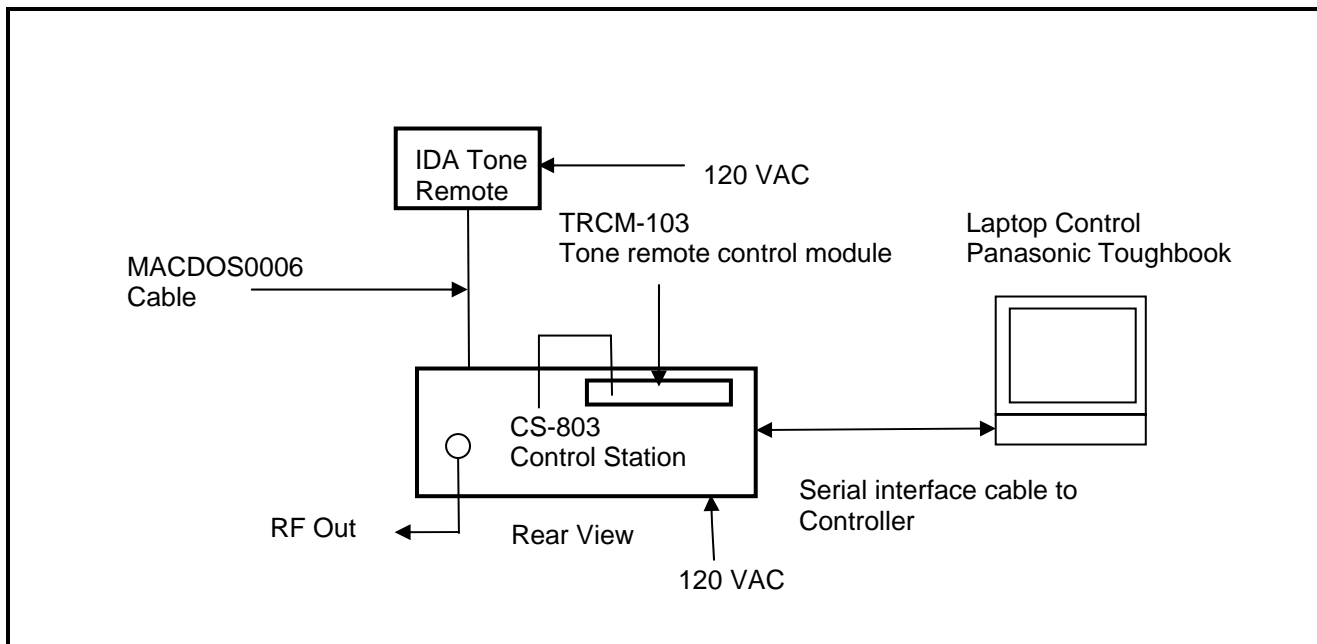 IDA Tone
Remote
120 VAC
TRCM-103
Tone remote control module
Laptop Control
Panasonic Toughbook
MACDOS0006
Cable
CS-803
Control Station
Serial interface cable to
Controller
RF Out
Rear View
120 VAC